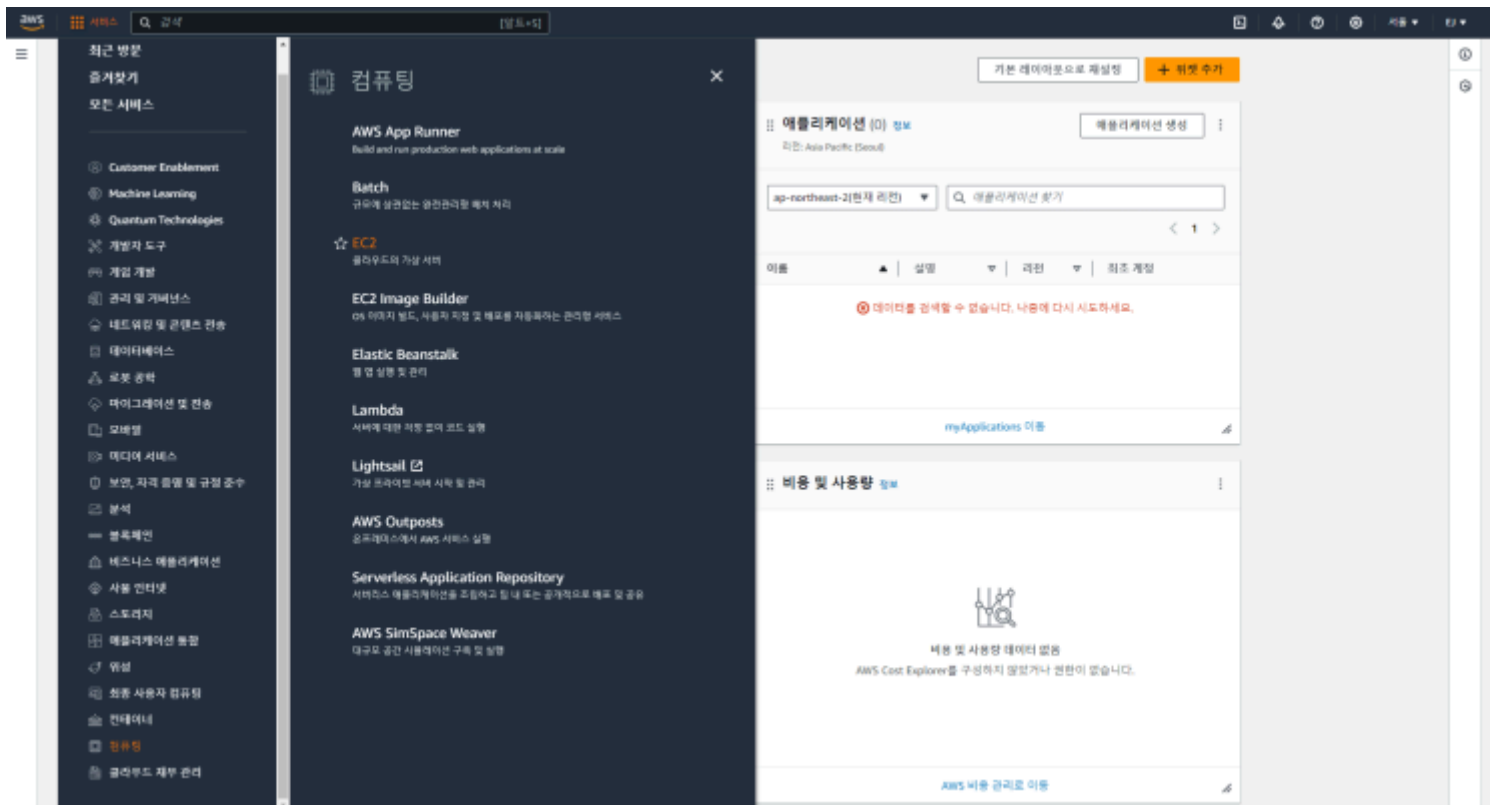 aws
서비스
검색
[알트+S]
서울 ▼
최근 방문
즐겨찾기
모든 서비스
Customer Enablement
Machine Learning
Quantum Technologies
개발자 도구
게임 개발
관리 및 거버넌스
네트워킹 및 콘텐츠 전송
데이터베이스
로봇 공학
마이그레이션 및 전송
모바일
미디어 서비스
보안, 자격 증명 및 규정 준수
분석
블록체인
비즈니스 애플리케이션
사물 인터넷
스토리지
애플리케이션 통합
위성
최종 사용자 컴퓨팅
컨테이너
컴퓨팅
클라우드 재무 관리
컴퓨팅
AWS App Runner
Build and run production web applications at scale
Batch
규모에 상관없는 완전관리형 배치 처리
EC2
클라우드의 가상 서버
EC2 Image Builder
OS 이미지 빌드, 사용자 지정 및 배포를 자동화하는 관리형 서비스
Elastic Beanstalk
웹 앱 실행 및 관리
Lambda
서버에 대한 걱정 없이 코드 실행
Lightsail
가상 프라이빗 서버 시작 및 관리
AWS Outposts
온프레미스에서 AWS 서비스 실행
Serverless Application Repository
서버리스 애플리케이션을 조립하고 팀 내 또는 공개적으로 배포 및 공유
AWS SimSpace Weaver
대규모 공간 시뮬레이션 구축 및 실행
기본 레이아웃으로 재설정
+ 위젯 추가
애플리케이션 (0) 정보
애플리케이션 생성
리전: Asia Pacific (Seoul)
ap-northeast-2(현재 리전) ▼
애플리케이션 찾기
< 1 >
이름 ▲ 설명 ▽ 리전 ▽ 최초 계정
데이터를 검색할 수 없습니다. 나중에 다시 시도하세요.
myApplications 이동
비용 및 사용량 정보
비용 및 사용량 데이터 없음
AWS Cost Explorer를 구성하지 않았거나 권한이 없습니다.
AWS 비용 관리로 이동